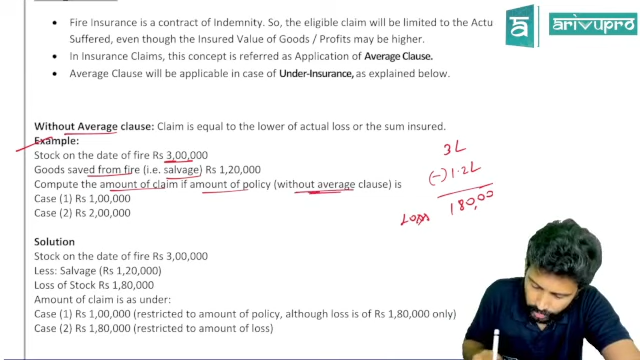 Fire Insurance is a contract of Indemnity. So, the eligible claim will be limited to the Actu
Suffered, even though the Insured Value of Goods / Profits may be higher.
In Insurance Claims, this concept is referred as Application of Average Clause.
Average Clause will be applicable in case of Under-Insurance, as explained below.
arivupro
Without Average clause: Claim is equal to the lower of actual loss or the sum insured.
Example
Stock on the date of fire Rs 3,00,000
Goods saved from fire (i.e. salvage) Rs 1,20,000
Compute the amount of claim if amount of policy (without average clause) is
Case (1) Rs 1,00,000
Case (2) Rs 2,00,000
3L
(-) 1.2L
Loss 180,00
Solution
Stock on the date of fire Rs 3,00,000
Less: Salvage (Rs 1,20,000)
Loss of Stock Rs 1,80,000
Amount of claim is as under:
Case (1) Rs 1,00,000 (restricted to amount of policy, although loss is of Rs 1,80,000 only)
Case (2) Rs 1,80,000 (restricted to amount of loss)